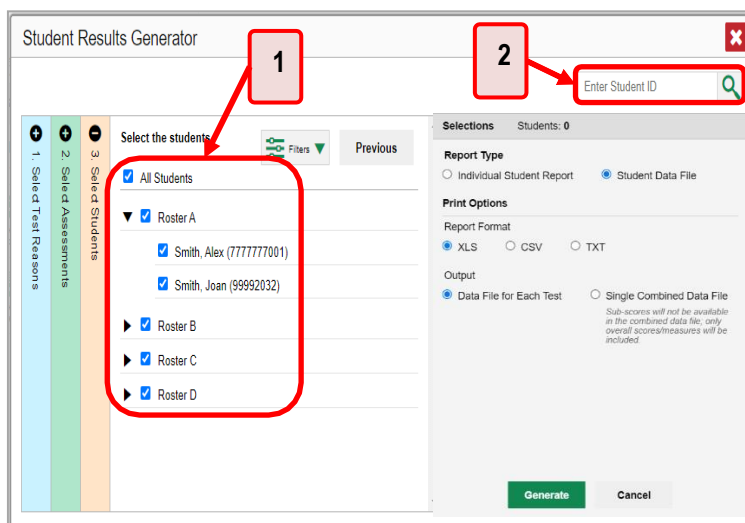 Student Results Generator
1
2
Enter Student ID
1. Select Test Reasons
2. Select Assessments
3. Select Students
Select the students
Filters
Previous
All Students
Roster A
Smith, Alex (7777777001)
Smith, Joan (99992032)
Roster B
Roster C
Roster D
Selections Students: 0
Report Type
Individual Student Report Student Data File
Print Options
Report Format
XLS CSV TXT
Output
Data File for Each Test Single Combined Data File
Sub-scores will not be available
in the combined data file; only
overall scores/measures will be
included.
Generate Cancel